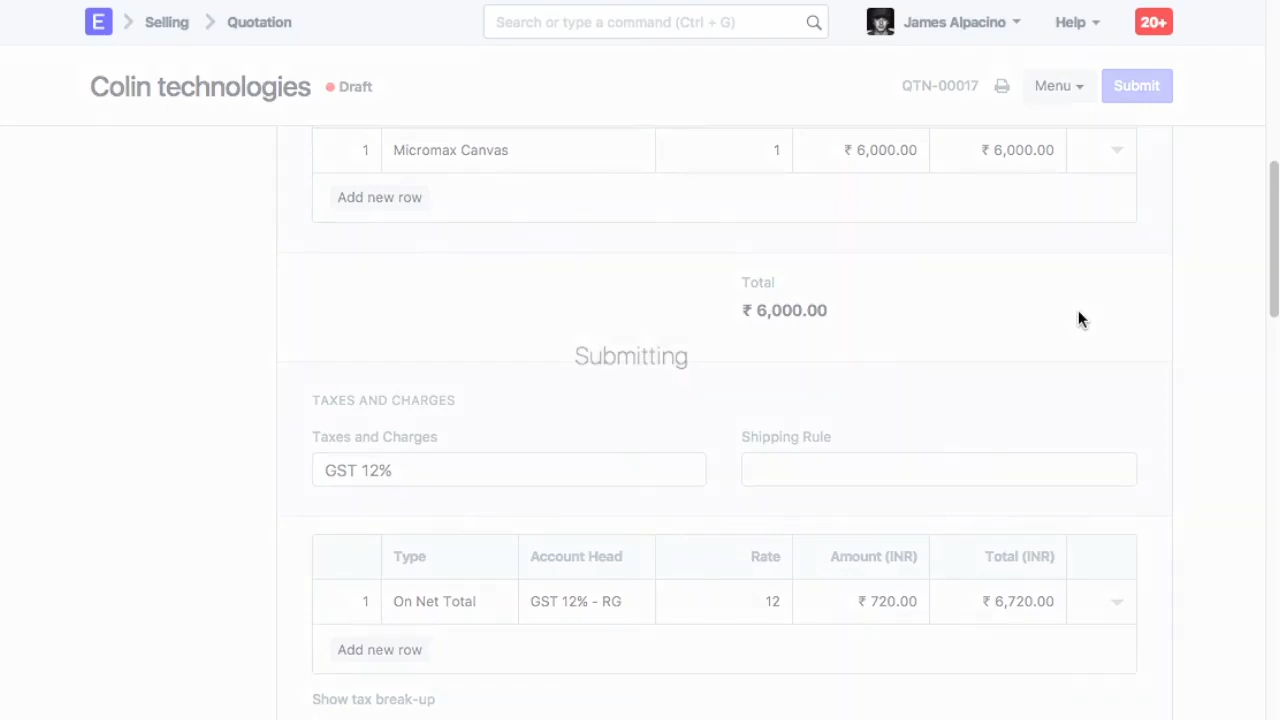 E Selling Quotation Search or type a command (Ctrl + G) James Alpacino Help 20+
Colin technologies Draft QTN-00017 Menu Submit
1 Micromax Canvas 1 ₹ 6,000.00 ₹ 6,000.00
Add new row
Total
₹ 6,000.00
Submitting
TAXES AND CHARGES
Taxes and Charges Shipping Rule
GST 12%
Type Account Head Rate Amount (INR) Total (INR)
1 On Net Total GST 12% - RG 12 ₹ 720.00 ₹ 6,720.00
Add new row
Show tax break-up